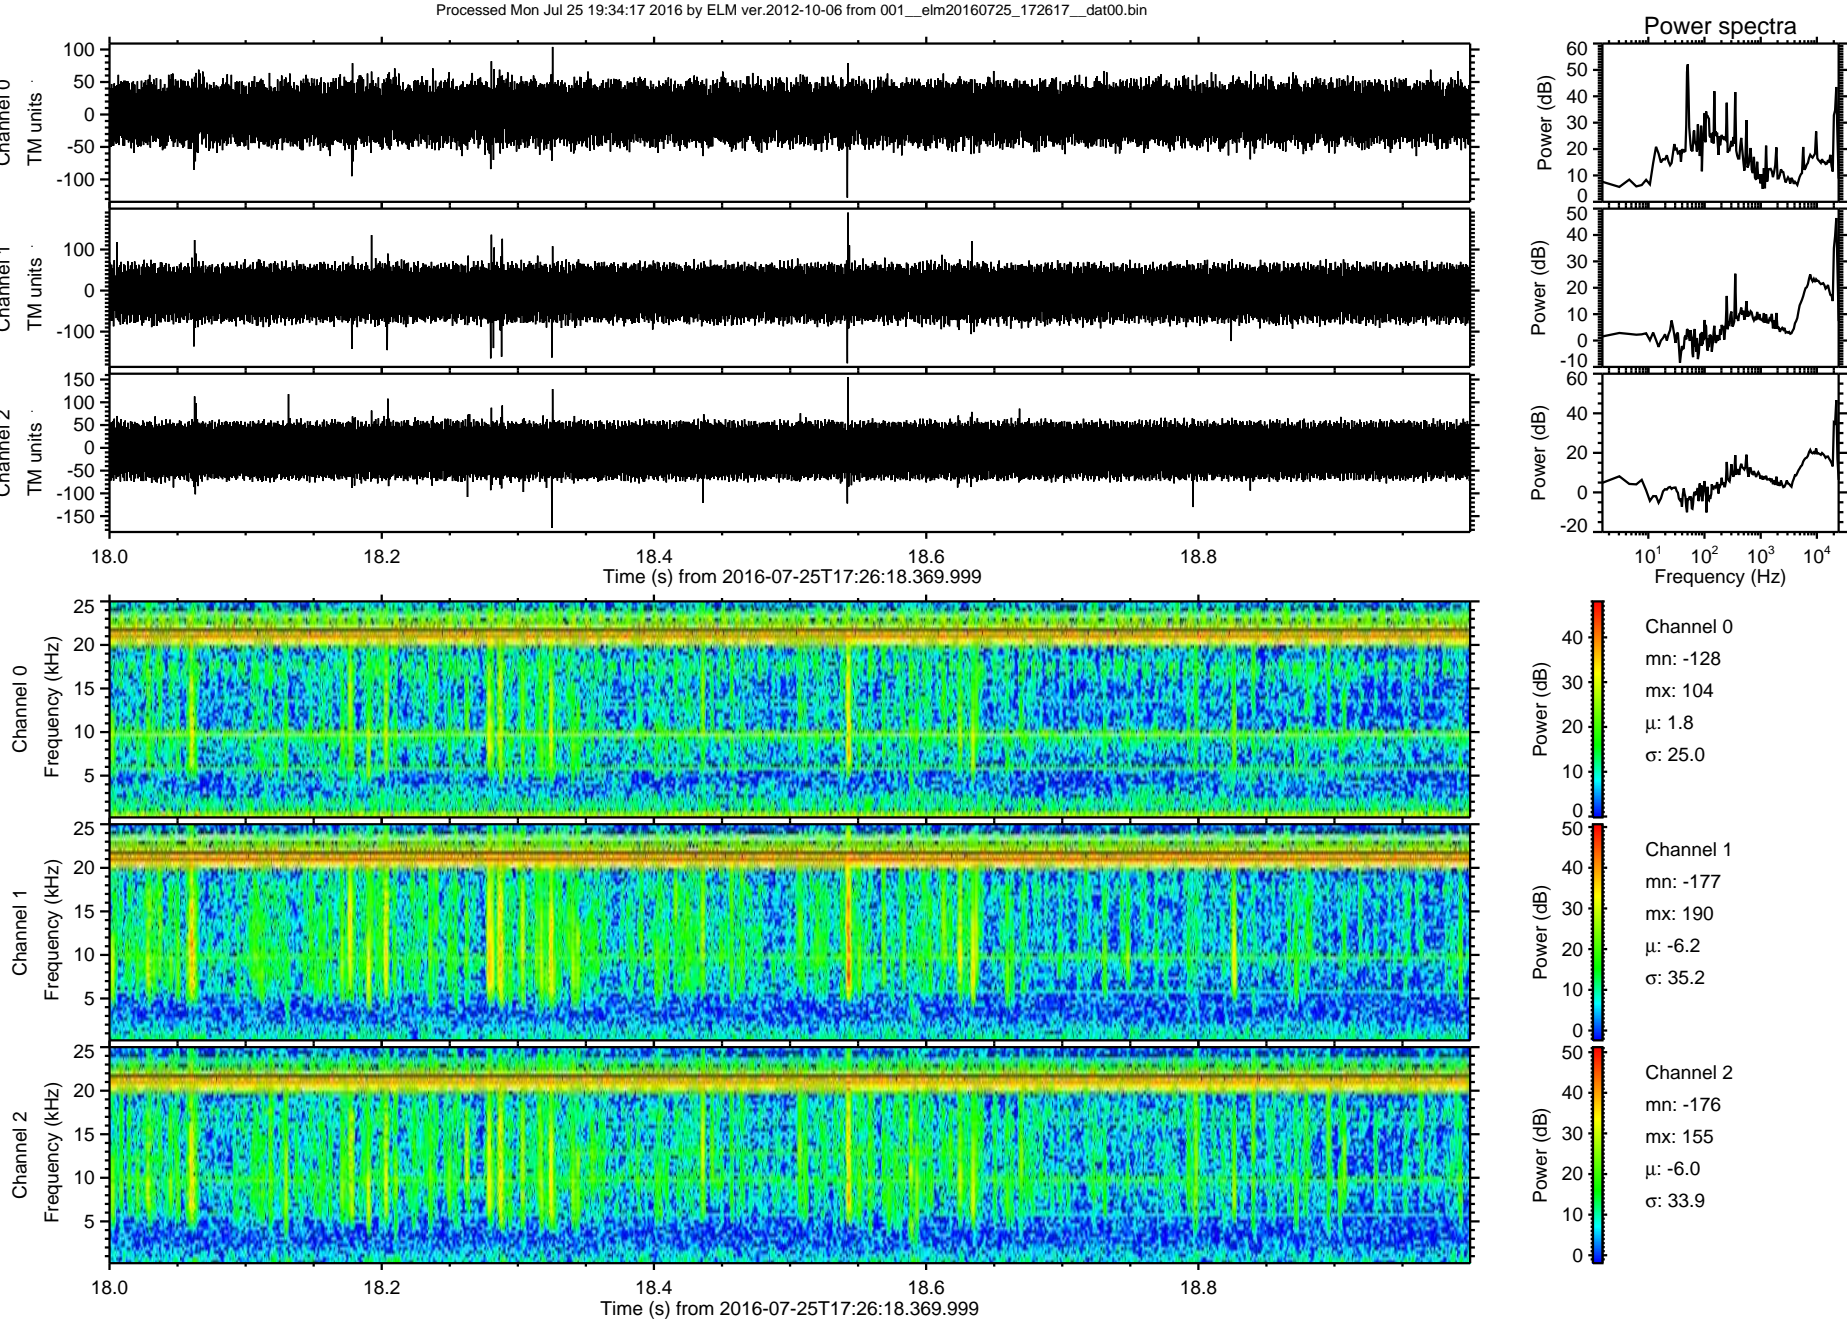 Processed Mon Jul 25 19:34:17 2016 by ELM ver.2012-10-06 from 001__elm20160725_172617__dat00.bin
Power spectra
Channel 0
TM units
100
50
0
-50
-100
Power (dB)
60
50
40
30
20
10
0
Channel 1
TM units
100
0
-100
Power (dB)
50
40
30
20
10
0
-10
Channel 2
TM units
150
100
50
0
-50
-100
-150
Power (dB)
60
40
20
0
-20
18.0 18.2 18.4 18.6 18.8
Time (s) from 2016-07-25T17:26:18.369.999
10¹ 10² 10³ 10⁴
Frequency (Hz)
Channel 0
Frequency (kHz)
25
20
15
10
5
Power (dB)
40
30
20
10
0
Channel 0
mn: -128
mx: 104
µ: 1.8
σ: 25.0
Channel 1
Frequency (kHz)
25
20
15
10
5
Power (dB)
50
40
30
20
10
0
Channel 1
mn: -177
mx: 190
µ: -6.2
σ: 35.2
Channel 2
Frequency (kHz)
25
20
15
10
5
Power (dB)
50
40
30
20
10
0
Channel 2
mn: -176
mx: 155
µ: -6.0
σ: 33.9
18.0 18.2 18.4 18.6 18.8
Time (s) from 2016-07-25T17:26:18.369.999